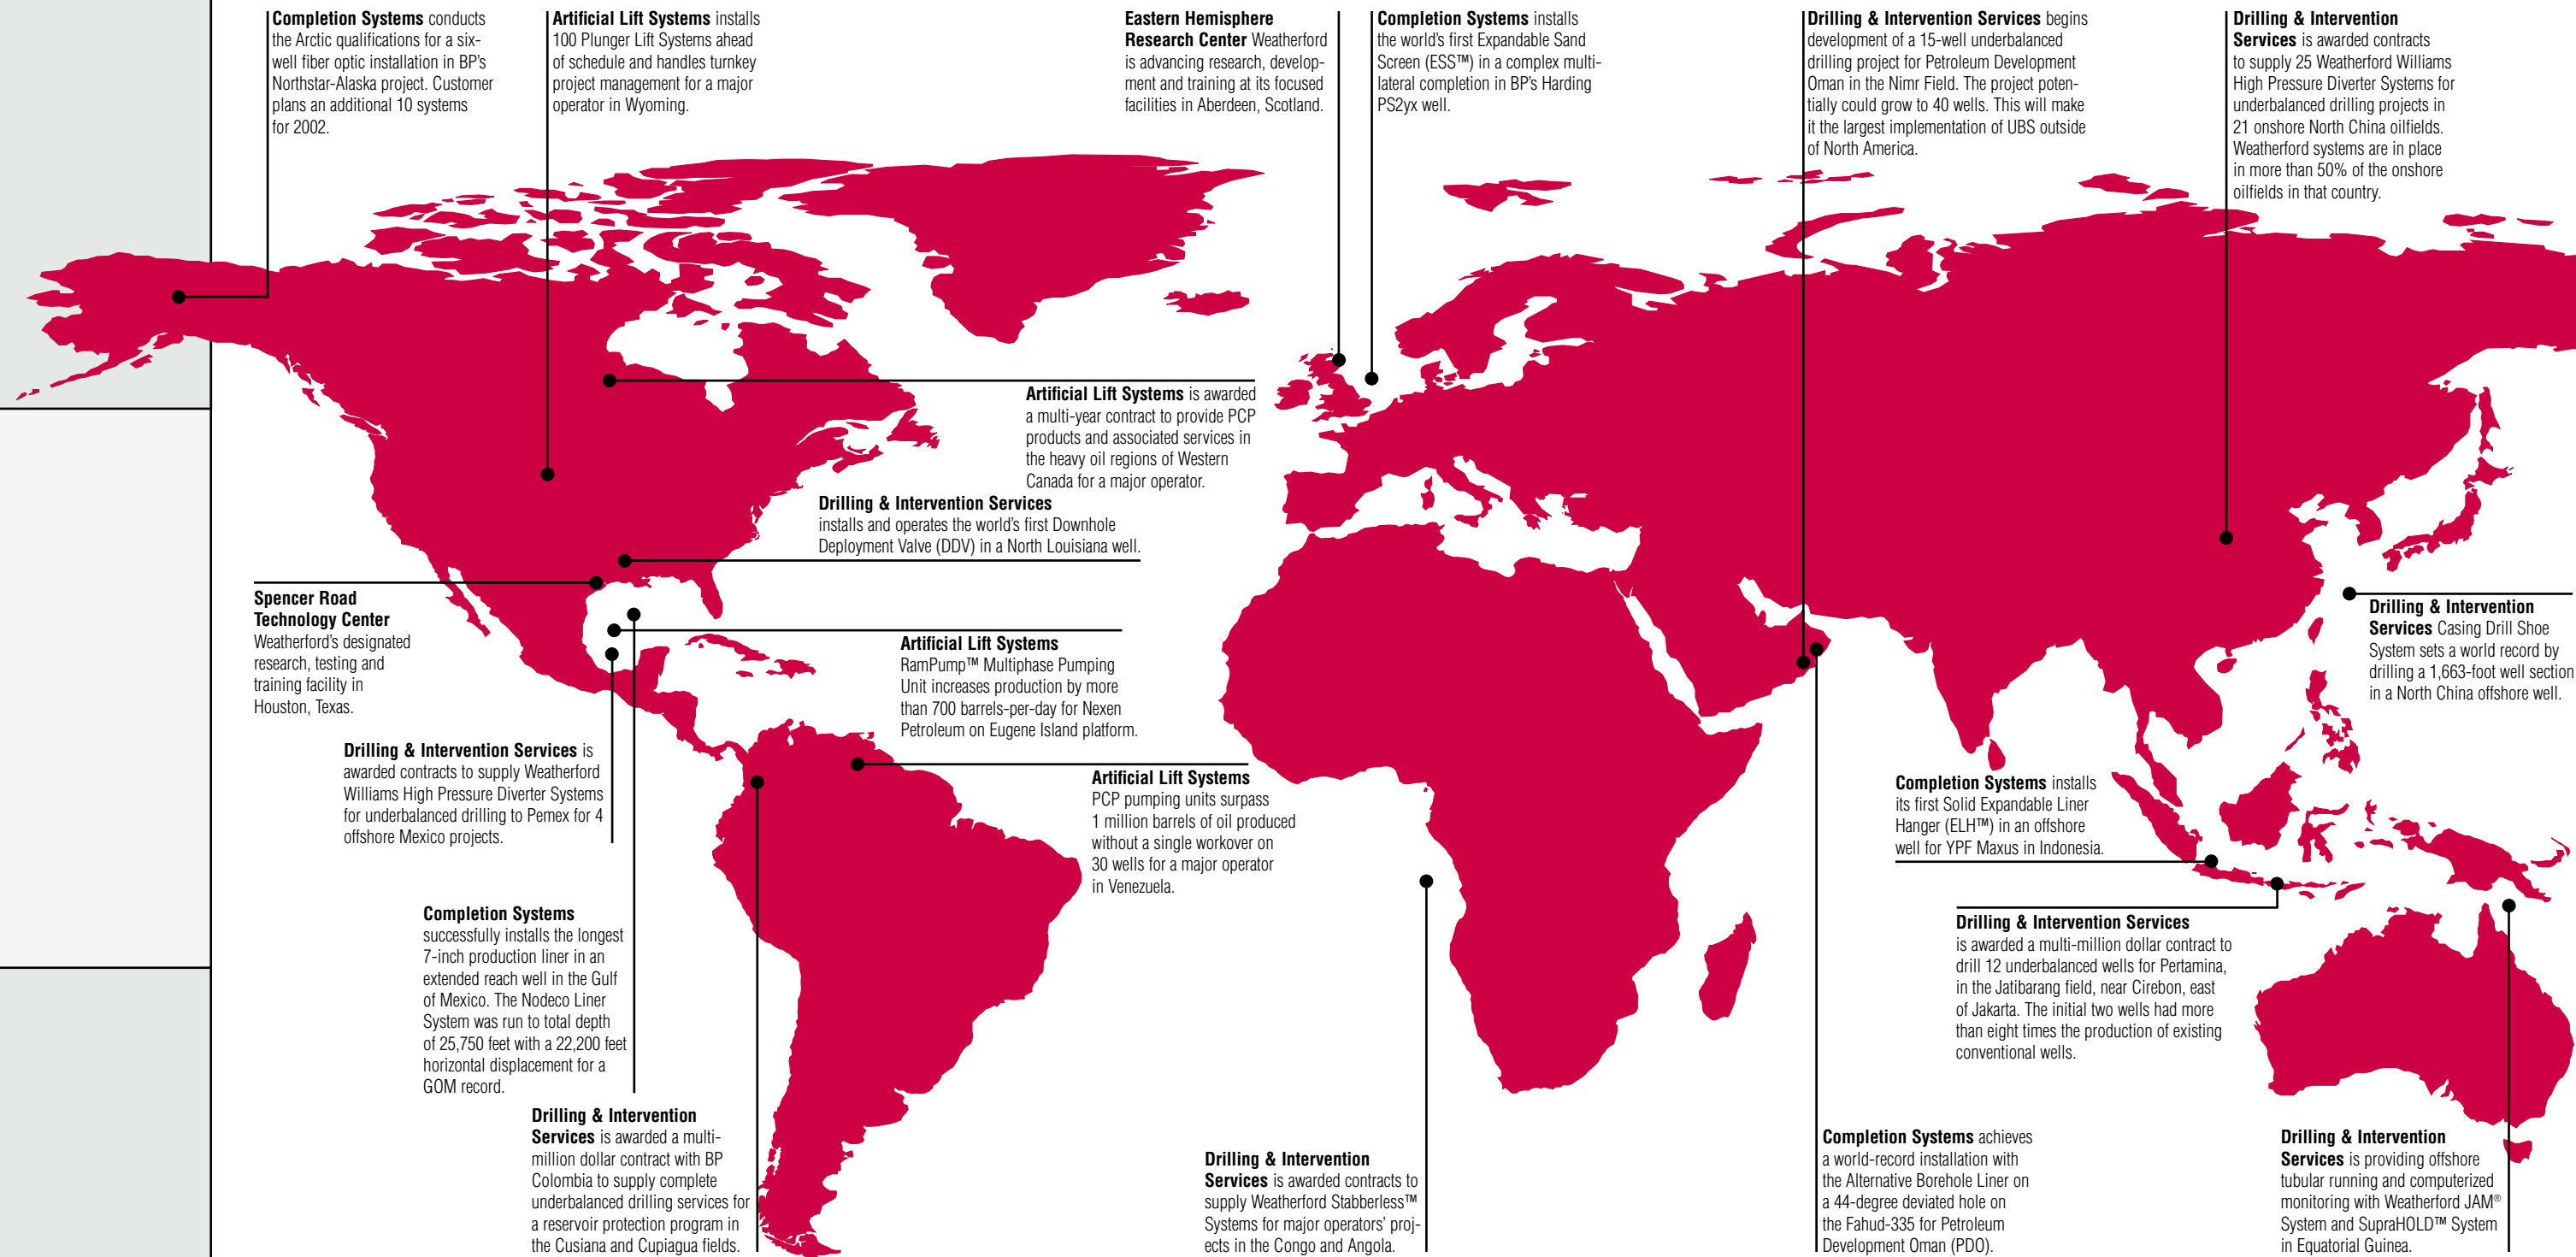 Completion Systems conducts
the Arctic qualifications for a six-
well fiber optic installation in BP’s
Northstar-Alaska project. Customer
plans an additional 10 systems
for 2002.
Artificial Lift Systems installs
100 Plunger Lift Systems ahead
of schedule and handles turnkey
project management for a major
operator in Wyoming.
Eastern Hemisphere
Research Center Weatherford
is advancing research, develop-
ment and training at its focused
facilities in Aberdeen, Scotland.
Completion Systems installs
the world’s first Expandable Sand
Screen (ESS™) in a complex multi-
lateral completion in BP’s Harding
PS2yx well.
Drilling & Intervention Services begins
development of a 15-well underbalanced
drilling project for Petroleum Development
Oman in the Nimr Field. The project poten-
tially could grow to 40 wells. This will make
it the largest implementation of UBS outside
of North America.
Drilling & Intervention
Services is awarded contracts
to supply 25 Weatherford Williams
High Pressure Diverter Systems for
underbalanced drilling projects in
21 onshore North China oilfields.
Weatherford systems are in place
in more than 50% of the onshore
oilfields in that country.
Artificial Lift Systems is awarded
a multi-year contract to provide PCP
products and associated services in
the heavy oil regions of Western
Canada for a major operator.
Drilling & Intervention Services
installs and operates the world’s first Downhole
Deployment Valve (DDV) in a North Louisiana well.
Spencer Road
Technology Center
Weatherford’s designated
research, testing and
training facility in
Houston, Texas.
Drilling & Intervention
Services Casing Drill Shoe
System sets a world record by
drilling a 1,663-foot well section
in a North China offshore well.
Artificial Lift Systems
RamPump™ Multiphase Pumping
Unit increases production by more
than 700 barrels-per-day for Nexen
Petroleum on Eugene Island platform.
Drilling & Intervention Services is
awarded contracts to supply Weatherford
Williams High Pressure Diverter Systems
for underbalanced drilling to Pemex for 4
offshore Mexico projects.
Artificial Lift Systems
PCP pumping units surpass
1 million barrels of oil produced
without a single workover on
30 wells for a major operator
in Venezuela.
Completion Systems installs
its first Solid Expandable Liner
Hanger (ELH™) in an offshore
well for YPF Maxus in Indonesia.
Completion Systems
successfully installs the longest
7-inch production liner in an
extended reach well in the Gulf
of Mexico. The Nodeco Liner
System was run to total depth
of 25,750 feet with a 22,200 feet
horizontal displacement for a
GOM record.
Drilling & Intervention Services
is awarded a multi-million dollar contract to
drill 12 underbalanced wells for Pertamina,
in the Jatibarang field, near Cirebon, east
of Jakarta. The initial two wells had more
than eight times the production of existing
conventional wells.
Drilling & Intervention
Services is awarded a multi-
million dollar contract with BP
Colombia to supply complete
underbalanced drilling services for
a reservoir protection program in
the Cusiana and Cupiagua fields.
Drilling & Intervention
Services is awarded contracts to
supply Weatherford Stabberless™
Systems for major operators’ proj-
ects in the Congo and Angola.
Completion Systems achieves
a world-record installation with
the Alternative Borehole Liner on
a 44-degree deviated hole on
the Fahud-335 for Petroleum
Development Oman (PDO).
Drilling & Intervention
Services is providing offshore
tubular running and computerized
monitoring with Weatherford JAM®
System and SupraHOLD™ System
in Equatorial Guinea.